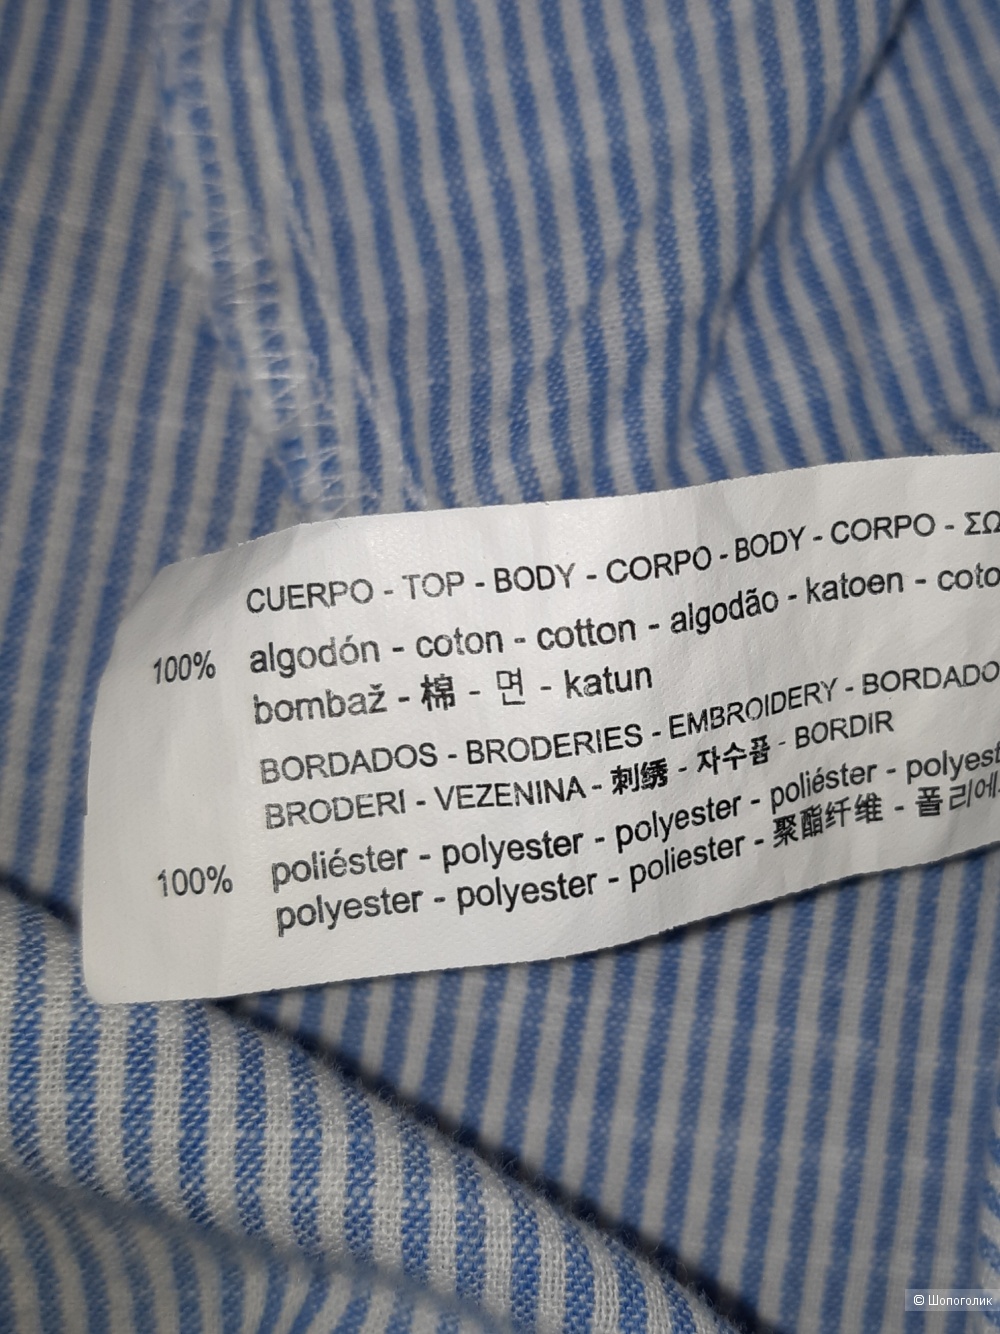 CUERPO - TOP - BODY - CORPO - BODY - CORPO - ΣΩ
100% algodón - coton - cotton - algodão - katoen - coto
bombaž - 棉 - 면 - katun
BORDADOS - BRODERIES - EMBROIDERY - BORDADO
BRODERI - VEZENINA - 刺绣 - 자수품 - BORDIR
100% poliéster - polyester - polyester - poliéster - polyest
polyester - polyester - poliester - 聚酯纤维 - 폴리에
© Шопоголик